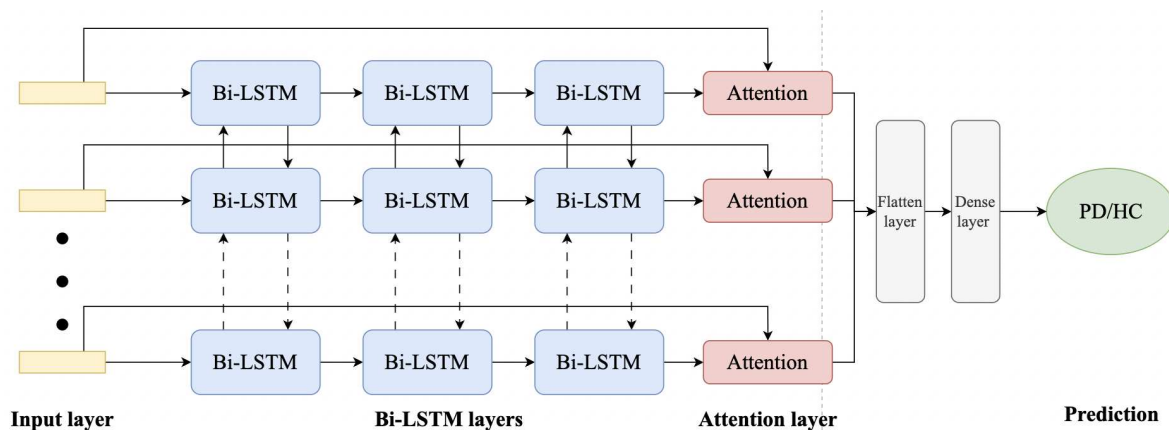 Bi-LSTM
Bi-LSTM
Bi-LSTM
Attention
Bi-LSTM
Bi-LSTM
Bi-LSTM
Attention
Flatten
layer
Dense
layer
PD/HC
Bi-LSTM
Bi-LSTM
Bi-LSTM
Attention
Input layer
Bi-LSTM layers
Attention layer
Prediction